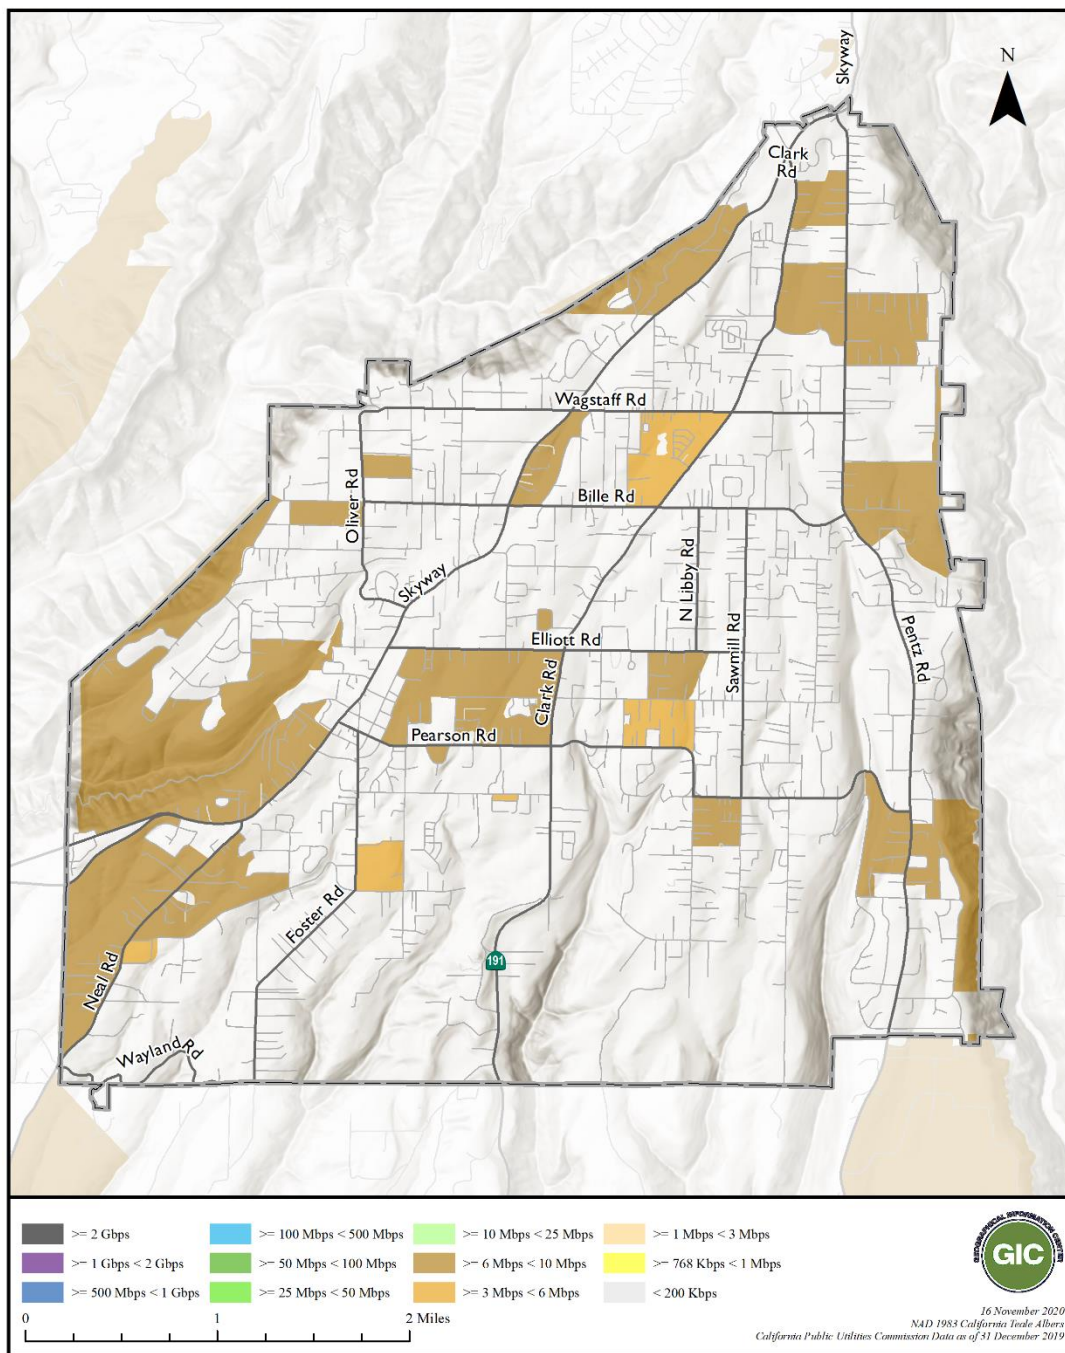 Skyway
N
Clark
Rd
Wagstaff Rd
Oliver Rd
Bille Rd
Skyway
N Libby Rd
Sawmill Rd
Elliott Rd
Pentz Rd
Clark Rd
Pearson Rd
Foster Rd
191
Neal Rd
Wayland Rd
>= 2 Gbps
>= 1 Gbps < 2 Gbps
>= 500 Mbps < 1 Gbps
>= 100 Mbps < 500 Mbps
>= 50 Mbps < 100 Mbps
>= 25 Mbps < 50 Mbps
>= 10 Mbps < 25 Mbps
>= 6 Mbps < 10 Mbps
>= 3 Mbps < 6 Mbps
>= 1 Mbps < 3 Mbps
>= 768 Kbps < 1 Mbps
< 200 Kbps
0 1 2 Miles
GEOGRAPHICAL INFORMATION CENTER
GIC
16 November 2020
NAD 1983 California Teale Albers
California Public Utilities Commission Data as of 31 December 2019